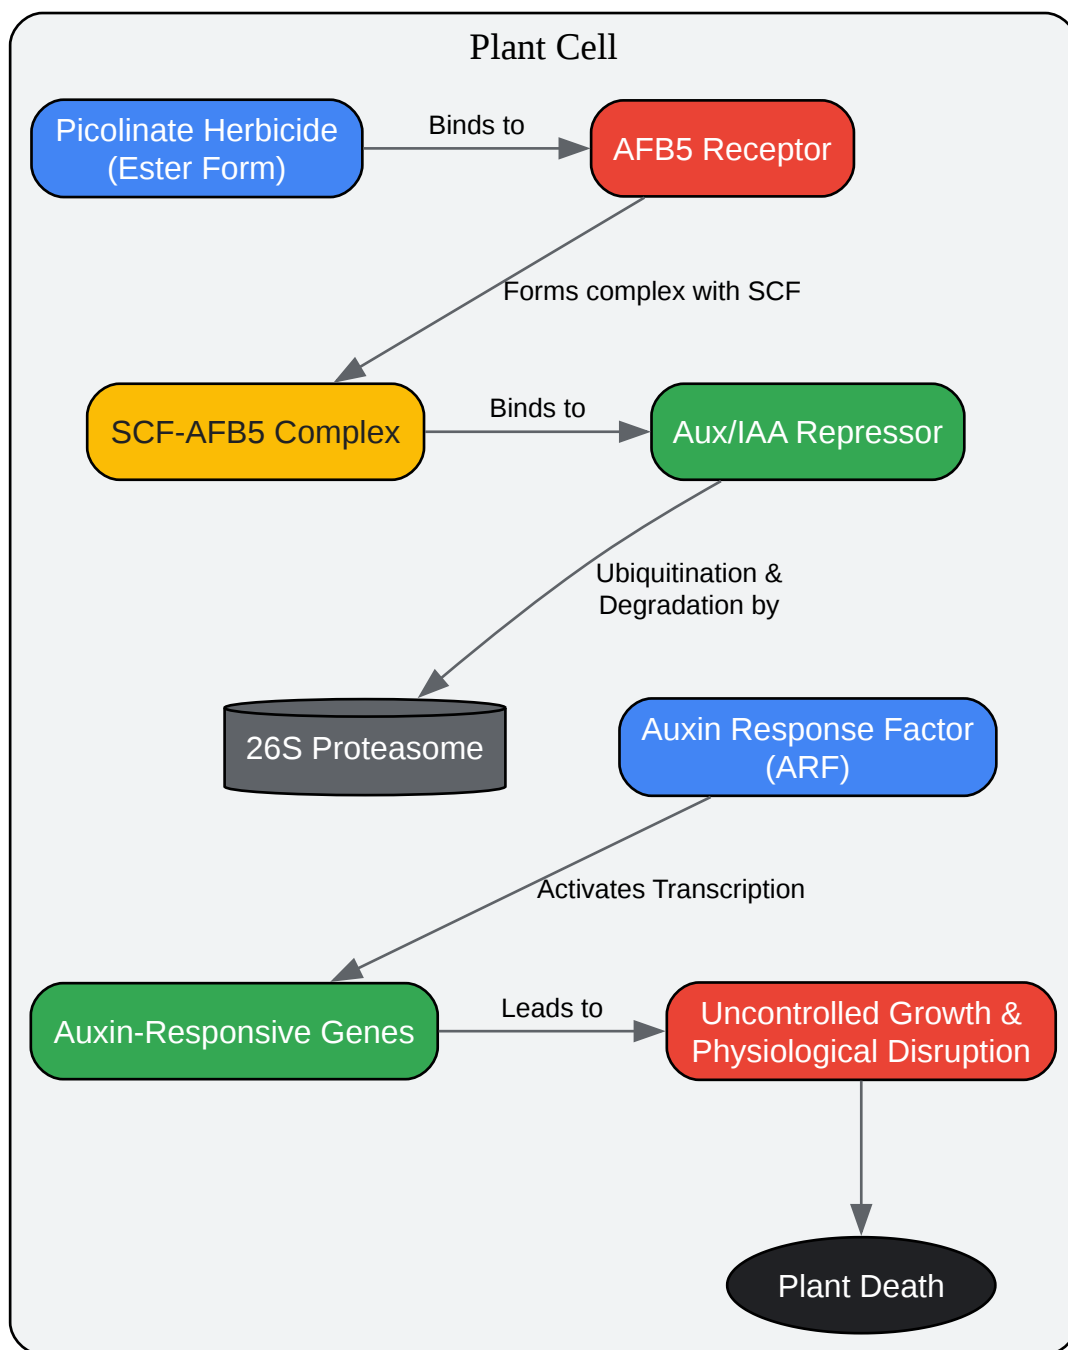 Plant Cell
Picolinate Herbicide
(Ester Form)
Binds to
AFB5 Receptor
Forms complex with SCF
SCF-AFB5 Complex
Binds to
Aux/IAA Repressor
Ubiquitination &
Degradation by
26S Proteasome
Auxin Response Factor
(ARF)
Activates Transcription
Auxin-Responsive Genes
Leads to
Uncontrolled Growth &
Physiological Disruption
Plant Death